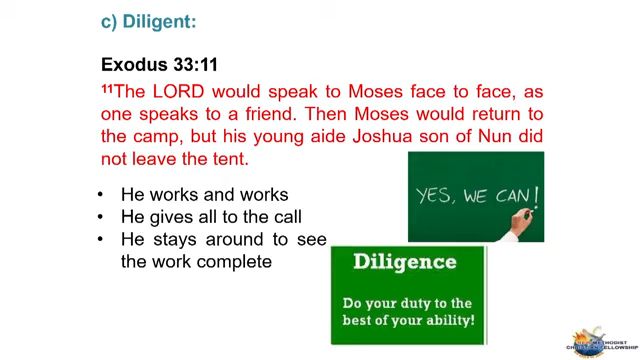 c) Diligent:
Exodus 33:11
11The LORD would speak to Moses face to face, as
one speaks to a friend. Then Moses would return to
the camp, but his young aide Joshua son of Nun did
not leave the tent.
• He works and works
• He gives all to the call
• He stays around to see
the work complete
YES, WE CAN!
Diligence
Do your duty to the
best of your ability!
METHODIST
CHRISTIAN FELLOWSHIP